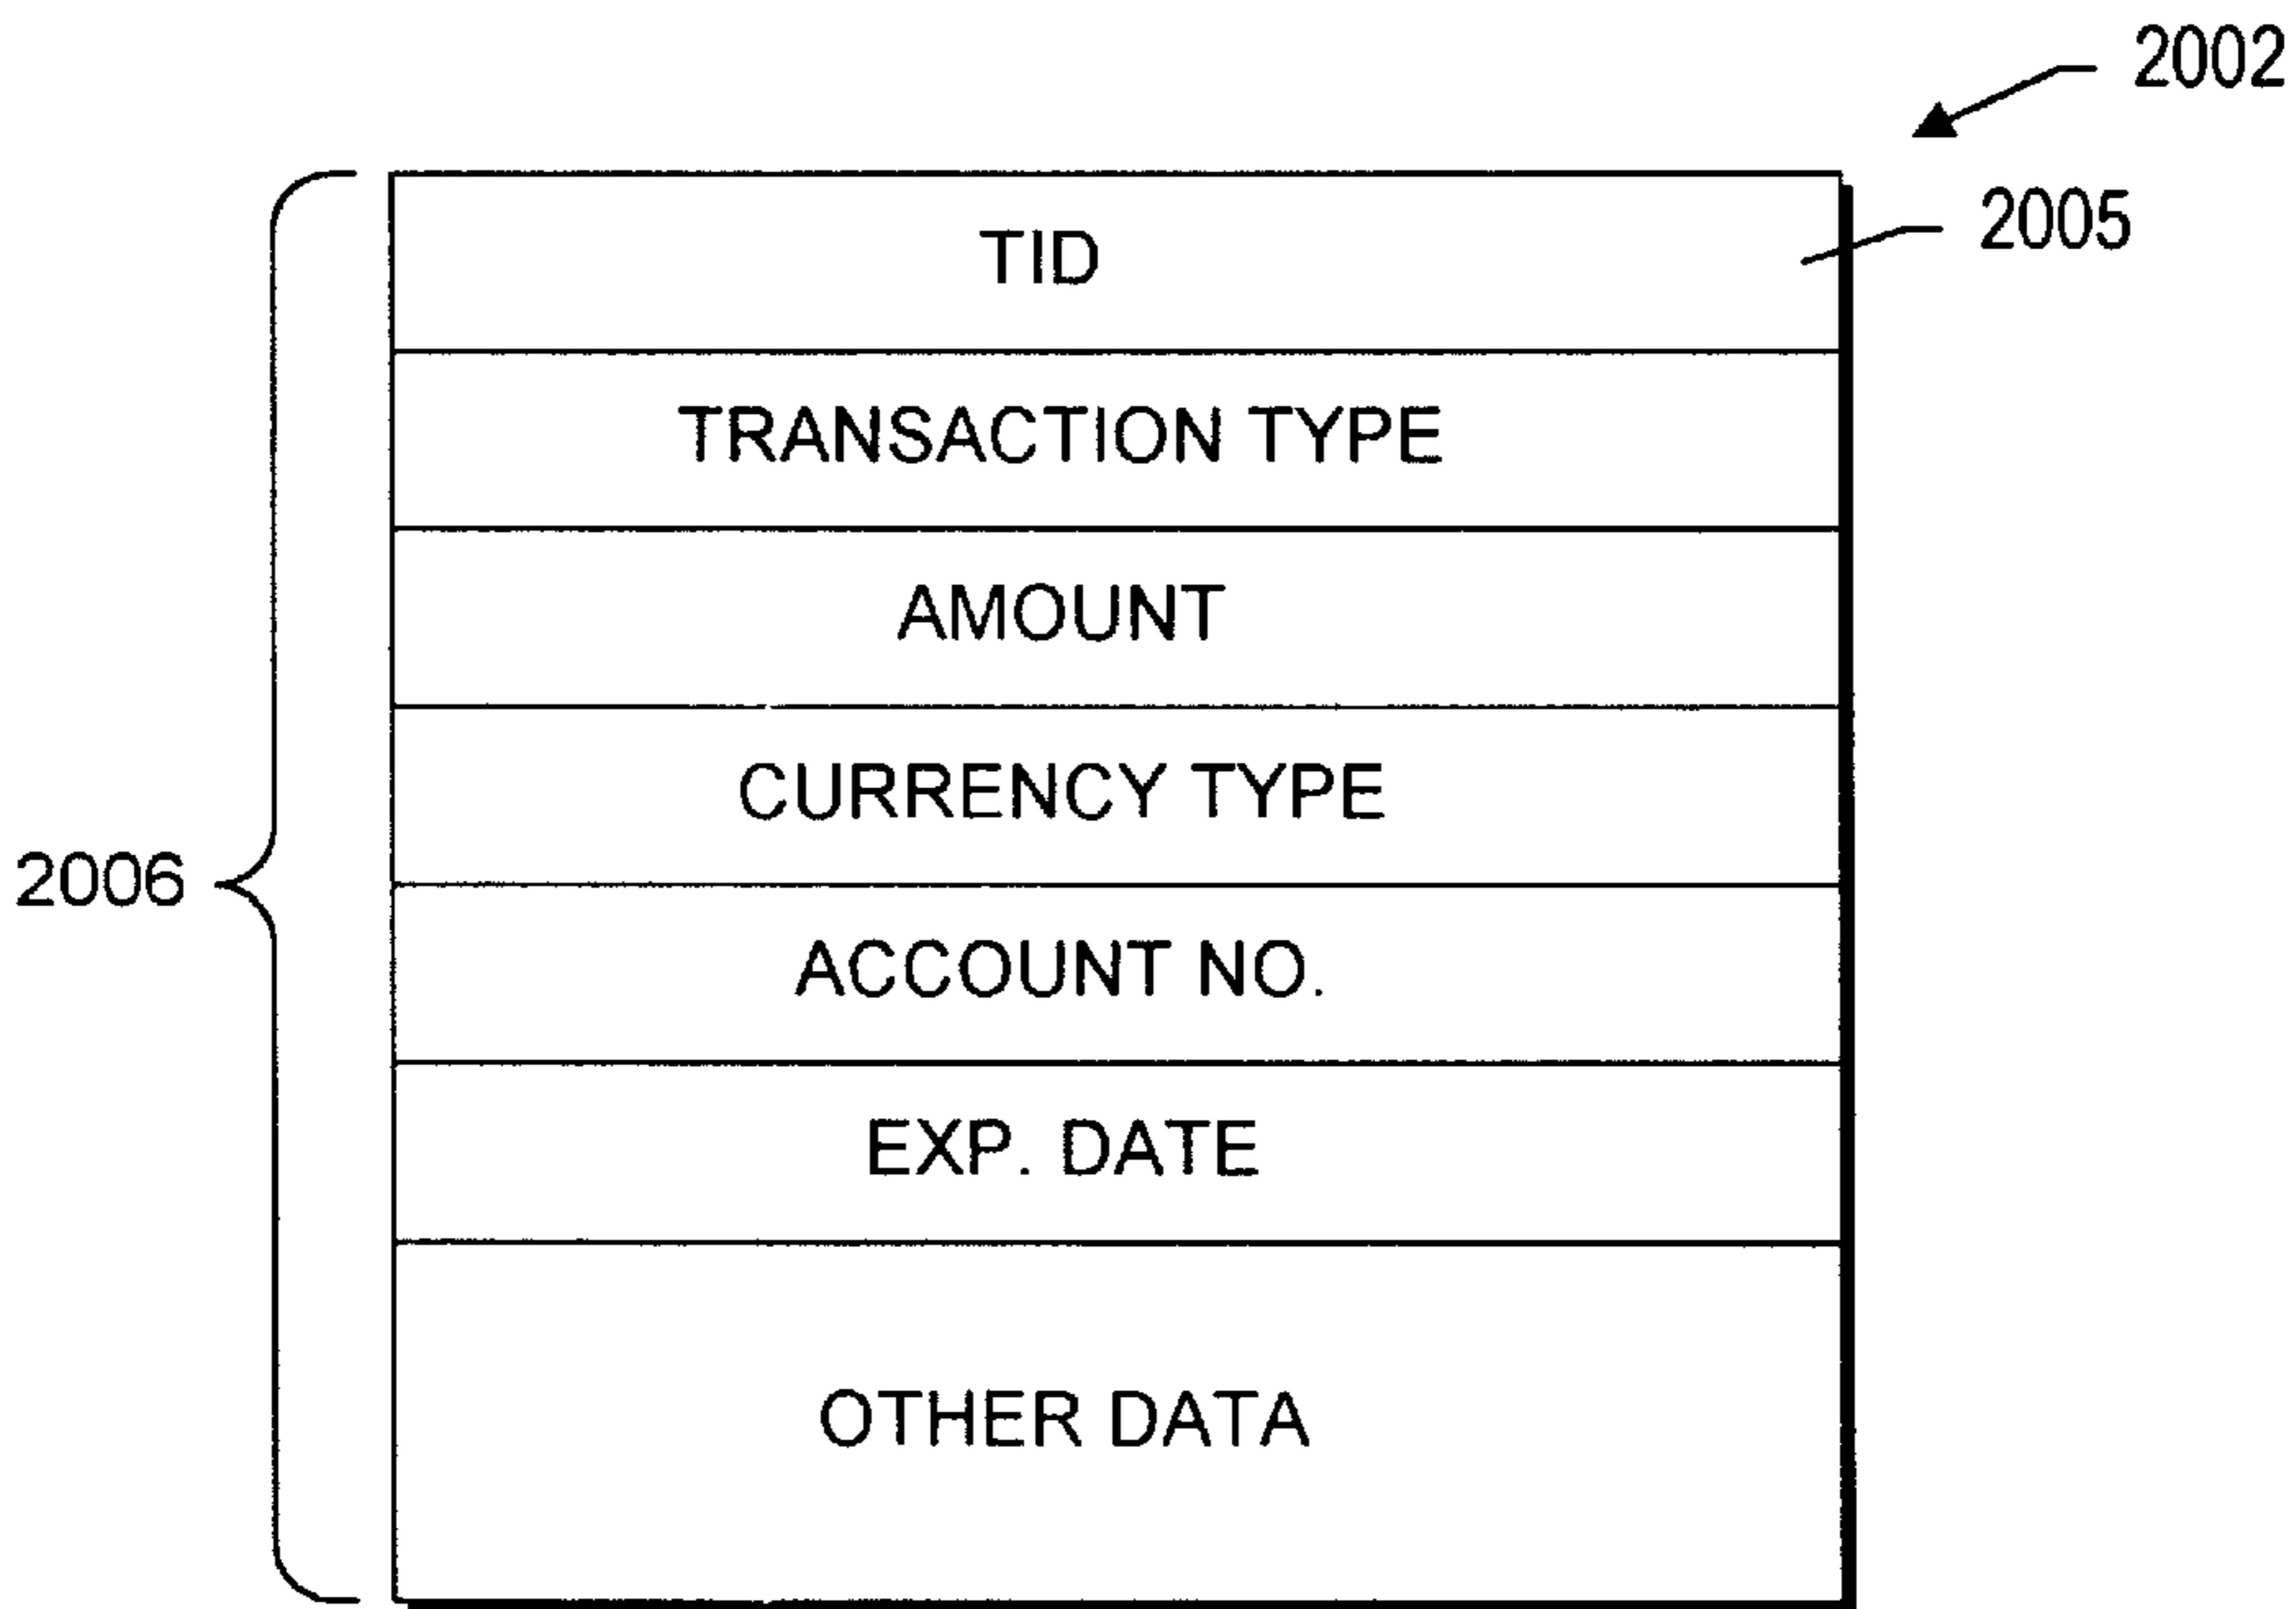 2002
2005
TID
TRANSACTION TYPE
AMOUNT
CURRENCY TYPE
2006
ACCOUNT NO.
EXP. DATE
OTHER DATA